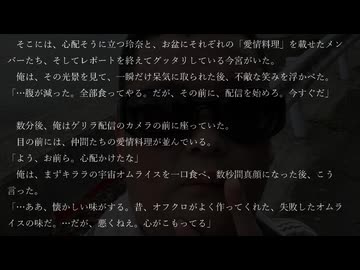 そこには、心配そうに立つ玲奈と、お盆にそれぞれの「愛情料理」を載せたメン
バーたち、そしてレポートを終えてグッタリしている今宮がいた。
　俺は、その光景を見て、一瞬だけ呆気に取られた後、不敵な笑みを浮かべた。
「…腹が減った。全部食ってやる。だが、その前に、配信を始めろ。今すぐだ」

　数分後、俺はゲリラ配信のカメラの前に座っていた。
　目の前には、仲間たちの愛情料理が並んでいる。
「よう、お前ら。心配かけたな」
　俺は、まずキララの宇宙オムライスを一口食べ、数秒間真顔になった後、こう
言った。
「…ああ、懐かしい味がする。昔、オフクロがよく作ってくれた、失敗したオムラ
イスの味だ。…だが、悪くねえ。心がこもってる」